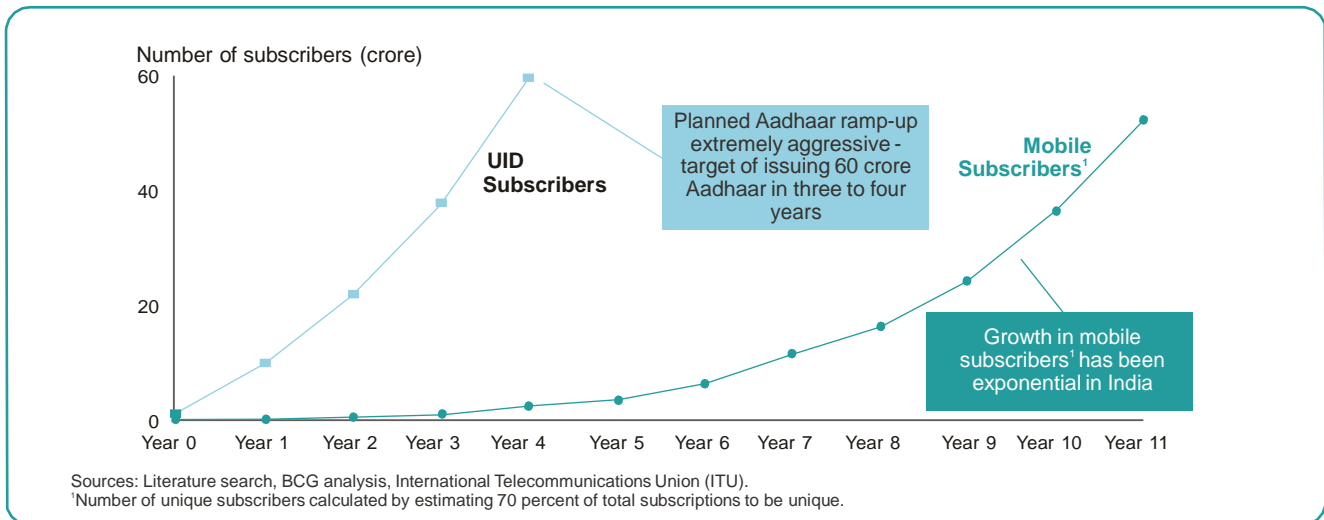 Number of subscribers (crore)
60
40
20
0
UID
Subscribers
Planned Aadhaar ramp-up
extremely aggressive -
target of issuing 60 crore
Aadhaar in three to four
years
Mobile
Subscribers¹
Growth in mobile
subscribers¹ has been
exponential in India
Year 0 Year 1 Year 2 Year 3 Year 4 Year 5 Year 6 Year 7 Year 8 Year 9 Year 10 Year 11
Sources: Literature search, BCG analysis, International Telecommunications Union (ITU).
¹Number of unique subscribers calculated by estimating 70 percent of total subscriptions to be unique.